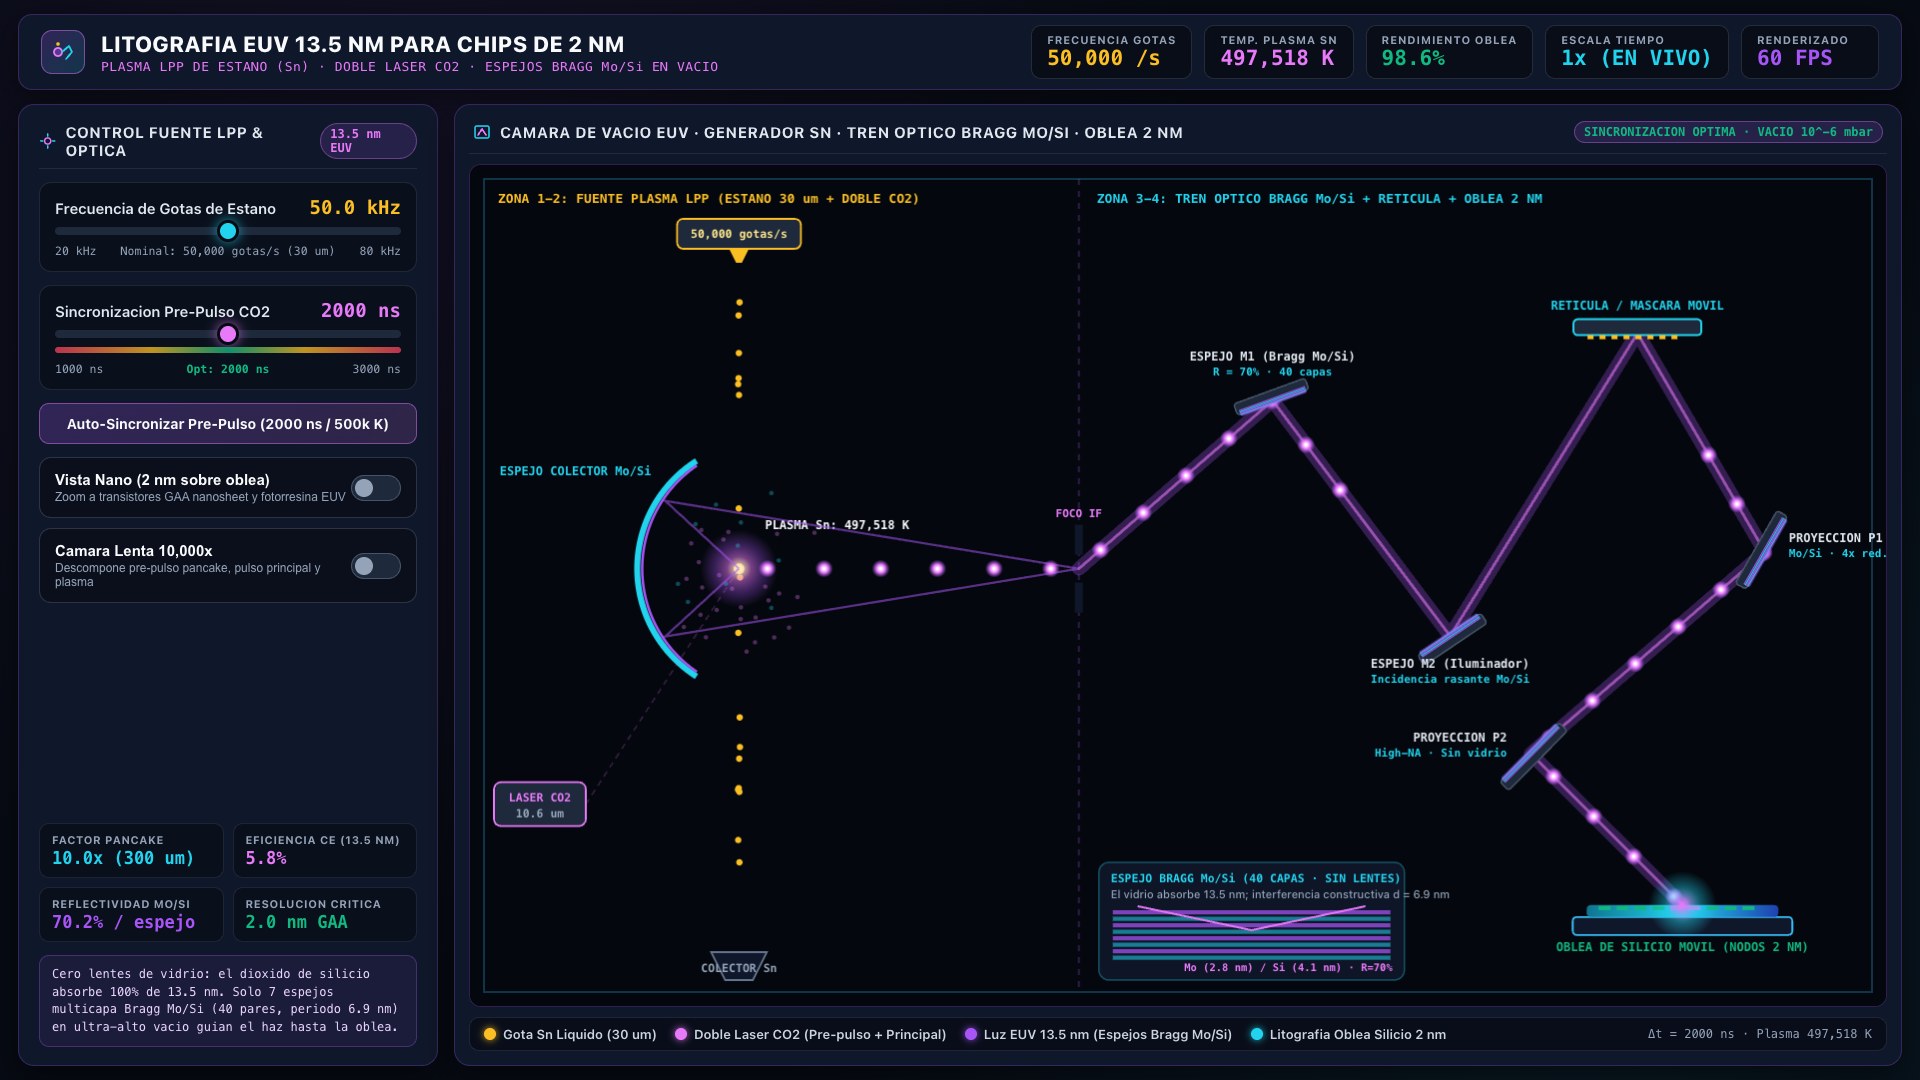 LITOGRAFIA EUV 13.5 NM PARA CHIPS DE 2 NM
PLASMA LPP DE ESTANO (Sn) · DOBLE LASER CO2 · ESPEJOS BRAGG Mo/Si EN VACIO
FRECUENCIA GOTAS
50,000 /s
TEMP. PLASMA SN
497,518 K
RENDIMIENTO OBLEA
98.6%
ESCALA TIEMPO
1x (EN VIVO)
RENDERIZADO
60 FPS
CONTROL FUENTE LPP &
OPTICA
13.5 nm
EUV
Frecuencia de Gotas de Estano
50.0 kHz
20 kHz
Nominal: 50,000 gotas/s (30 um)
80 kHz
Sincronizacion Pre-Pulso CO2
2000 ns
1000 ns
Opt: 2000 ns
3000 ns
Auto-Sincronizar Pre-Pulso (2000 ns / 500k K)
Vista Nano (2 nm sobre oblea)
Zoom a transistores GAA nanosheet y fotorresina EUV
Camara Lenta 10,000x
Descompone pre-pulso pancake, pulso principal y
plasma
FACTOR PANCAKE
10.0x (300 um)
EFICIENCIA CE (13.5 NM)
5.8%
REFLECTIVIDAD MO/SI
70.2% / espejo
RESOLUCION CRITICA
2.0 nm GAA
Cero lentes de vidrio: el dioxido de silicio
absorbe 100% de 13.5 nm. Solo 7 espejos
multicapa Bragg Mo/Si (40 pares, periodo 6.9 nm)
en ultra-alto vacio guian el haz hasta la oblea.
CAMARA DE VACIO EUV · GENERADOR SN · TREN OPTICO BRAGG MO/SI · OBLEA 2 NM
SINCRONIZACION OPTIMA · VACIO 10^-6 mbar
ZONA 1-2: FUENTE PLASMA LPP (ESTANO 30 um + DOBLE CO2)
ZONA 3-4: TREN OPTICO BRAGG Mo/Si + RETICULA + OBLEA 2 NM
50,000 gotas/s
RETICULA / MASCARA MOVIL
ESPEJO M1 (Bragg Mo/Si)
R = 70% · 40 capas
ESPEJO COLECTOR Mo/Si
FOCO IF
PLASMA Sn: 497,518 K
PROYECCION P1
Mo/Si · 4x red.
ESPEJO M2 (Iluminador)
Incidencia rasante Mo/Si
PROYECCION P2
High-NA · Sin vidrio
LASER CO2
10.6 um
ESPEJO BRAGG Mo/Si (40 CAPAS · SIN LENTES)
El vidrio absorbe 13.5 nm; interferencia constructiva d = 6.9 nm
Mo (2.8 nm) / Si (4.1 nm) · R=70%
OBLEA DE SILICIO MOVIL (NODOS 2 NM)
COLECTOR Sn
Gota Sn Liquido (30 um)
Doble Laser CO2 (Pre-pulso + Principal)
Luz EUV 13.5 nm (Espejos Bragg Mo/Si)
Litografia Oblea Silicio 2 nm
Δt = 2000 ns · Plasma 497,518 K